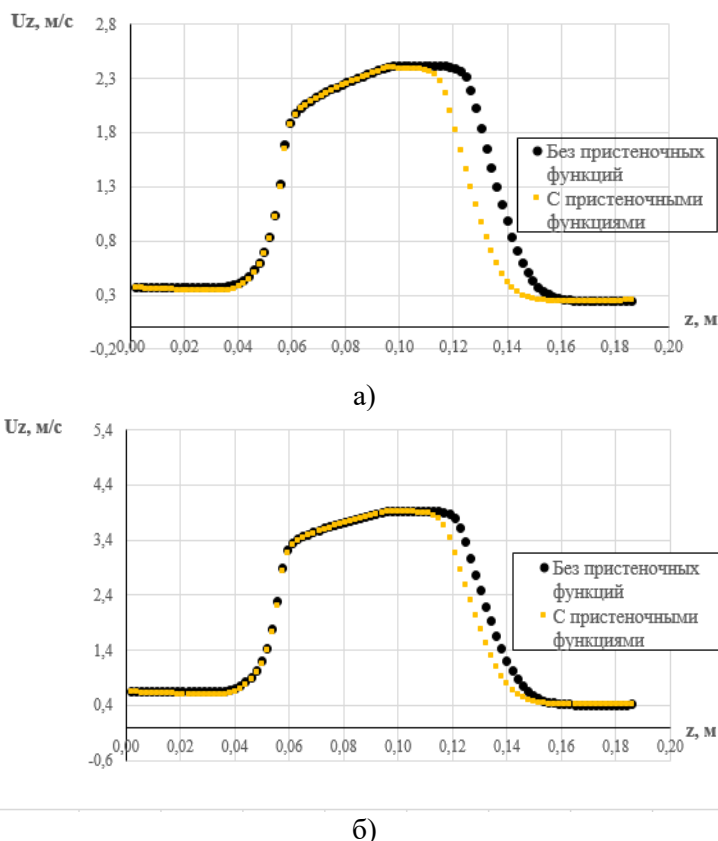 Uz, м/с
2,8
2,3
1,8
1,3
0,8
0,3
-0,2
Без пристеночных
функций
С пристеночными
функциями
z, м
0,00 0,02 0,04 0,06 0,08 0,10 0,12 0,14 0,16 0,18 0,20
а)
Uz, м/с
5,4
4,4
3,4
2,4
1,4
0,4
-0,6
Без пристеночных
функций
С пристеночными
функциями
z, м
0,00 0,02 0,04 0,06 0,08 0,10 0,12 0,14 0,16 0,18 0,20
б)